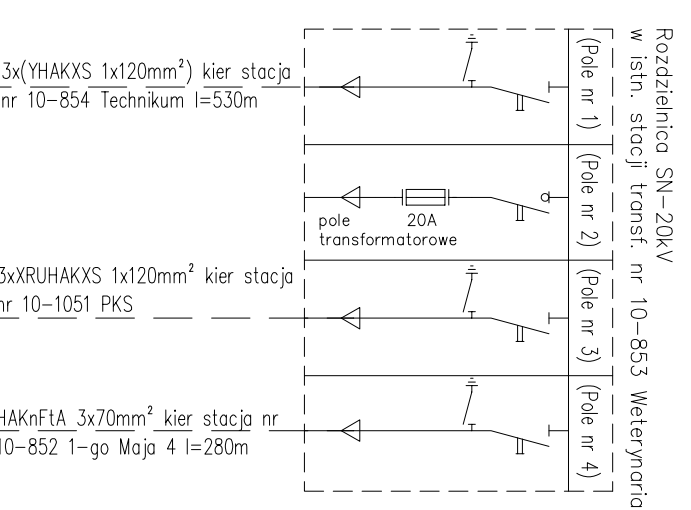 Rozdzielnica SN-20kV
w istn. stacji transf. nr 10-853 Weterynaria
3x(YHAKXS 1x120mm²) kier stacja
nr 10-854 Technikum l=530m
(Pole nr 1)
pole
transformatorowe
20A
(Pole nr 2)
3xXRUHAKXS 1x120mm² kier stacja
nr 10-1051 PKS
(Pole nr 3)
HAKnFtA 3x70mm² kier stacja nr
10-852 1-go Maja 4 l=280m
(Pole nr 4)